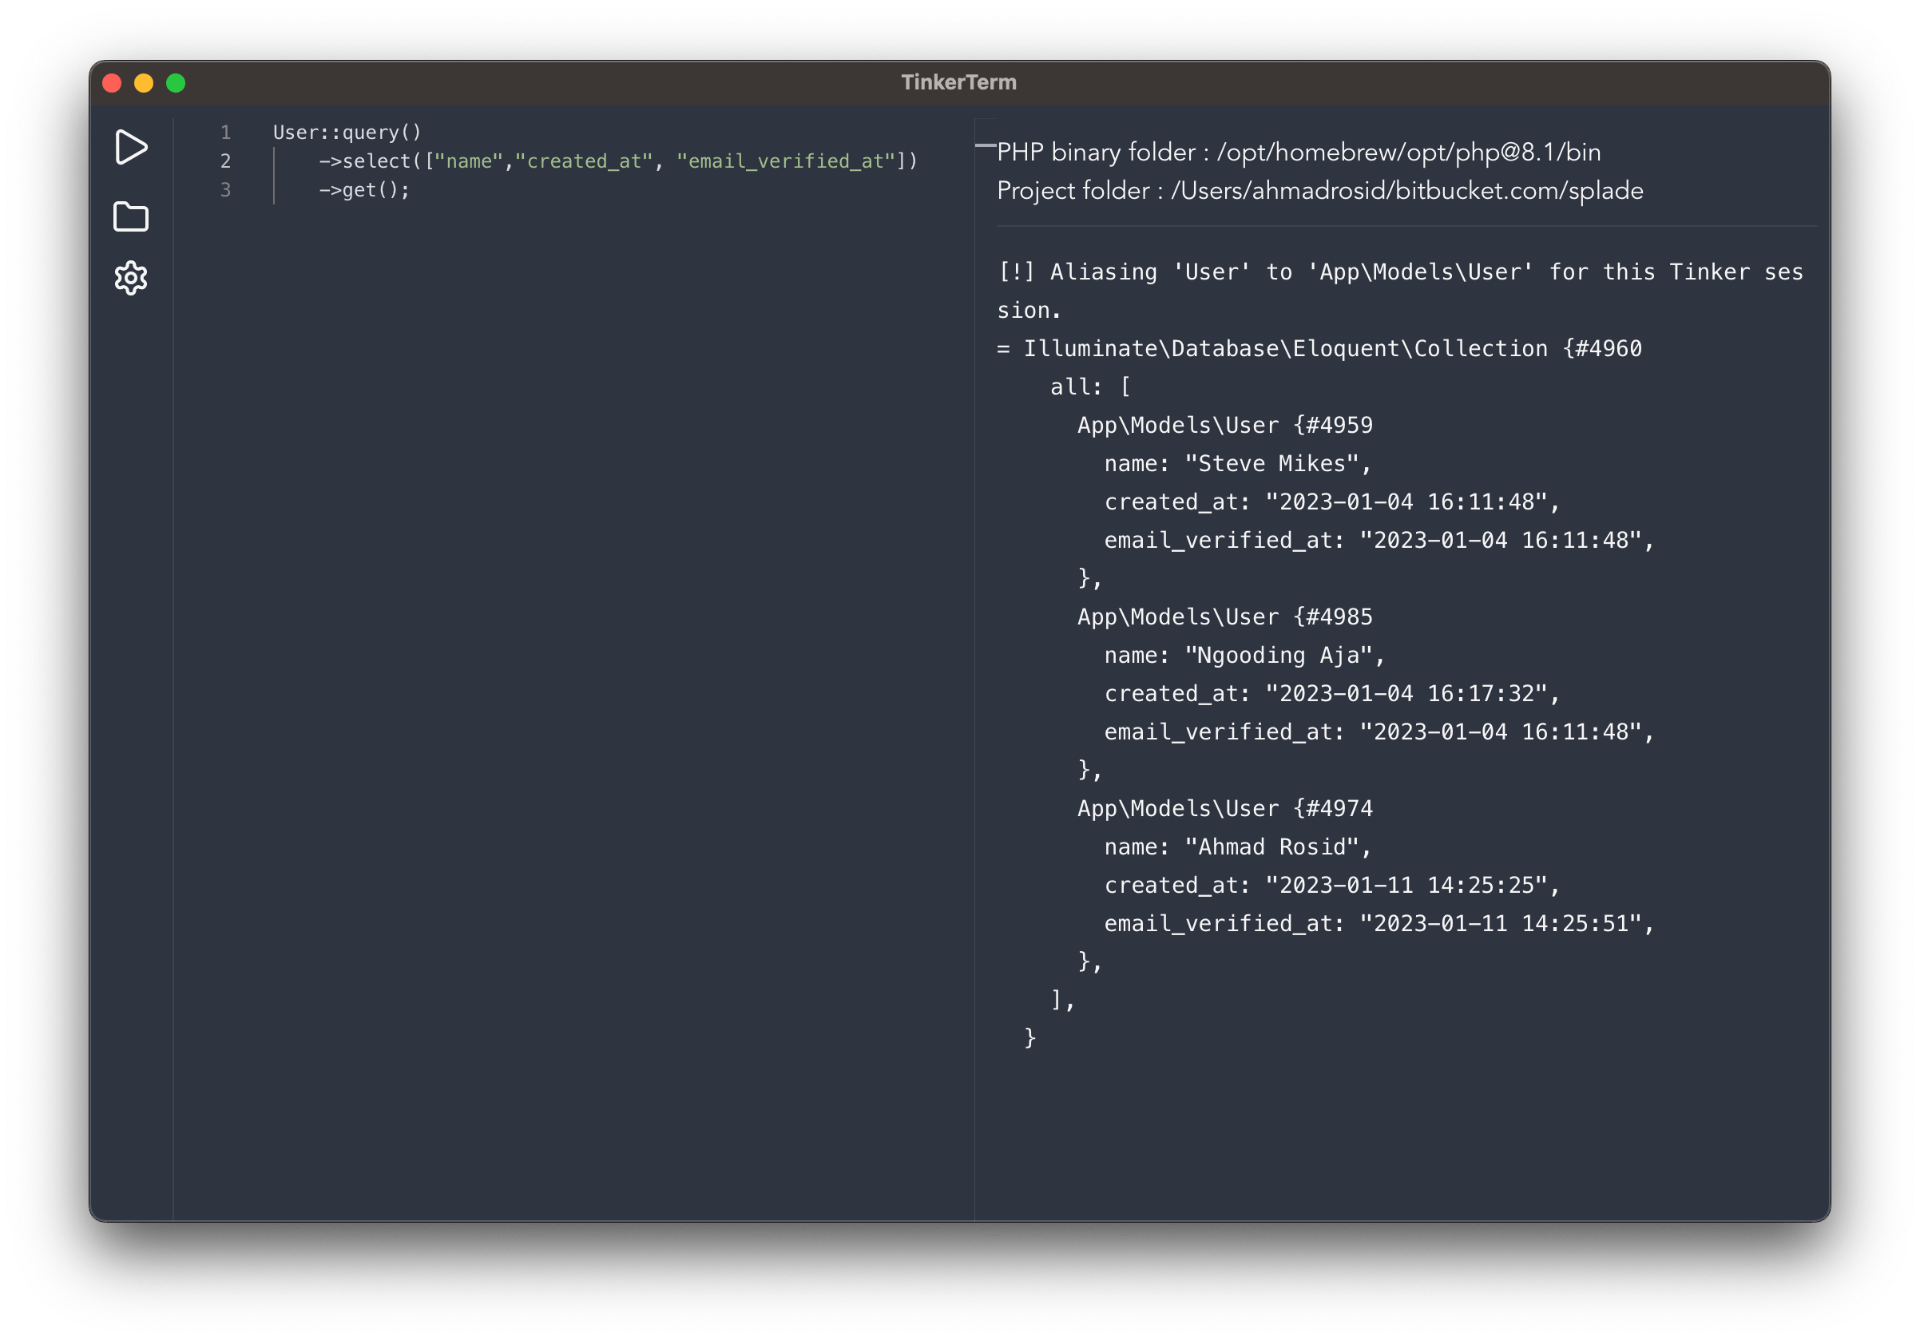 TinkerTerm
1 User::query()
2     ->select(["name","created_at", "email_verified_at"])
3     ->get();
PHP binary folder : /opt/homebrew/opt/php@8.1/bin
Project folder : /Users/ahmadrosid/bitbucket.com/splade
[!] Aliasing 'User' to 'App\Models\User' for this Tinker ses
sion.
= Illuminate\Database\Eloquent\Collection {#4960
    all: [
      App\Models\User {#4959
        name: "Steve Mikes",
        created_at: "2023-01-04 16:11:48",
        email_verified_at: "2023-01-04 16:11:48",
      },
      App\Models\User {#4985
        name: "Ngooding Aja",
        created_at: "2023-01-04 16:17:32",
        email_verified_at: "2023-01-04 16:11:48",
      },
      App\Models\User {#4974
        name: "Ahmad Rosid",
        created_at: "2023-01-11 14:25:25",
        email_verified_at: "2023-01-11 14:25:51",
      },
    ],
  }